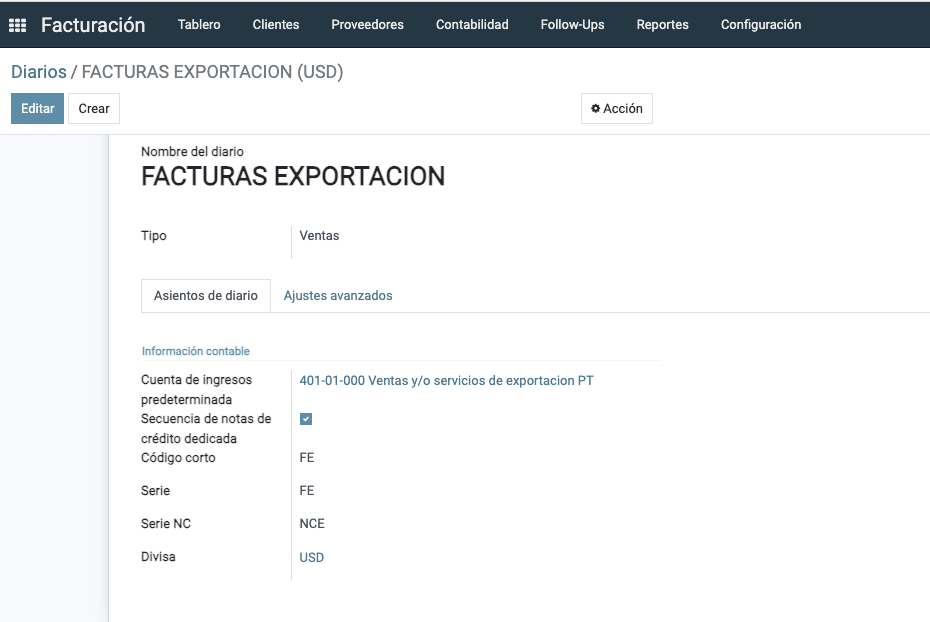 Facturación Tablero Clientes Proveedores Contabilidad Follow-Ups Reportes Configuración
Diarios / FACTURAS EXPORTACION (USD)
Editar Crear Acción
Nombre del diario
FACTURAS EXPORTACION
Tipo Ventas
Asientos de diario Ajustes avanzados
Información contable
Cuenta de ingresos 401-01-000 Ventas y/o servicios de exportacion PT
predeterminada
Secuencia de notas de
crédito dedicada
Código corto FE
Serie FE
Serie NC NCE
Divisa USD